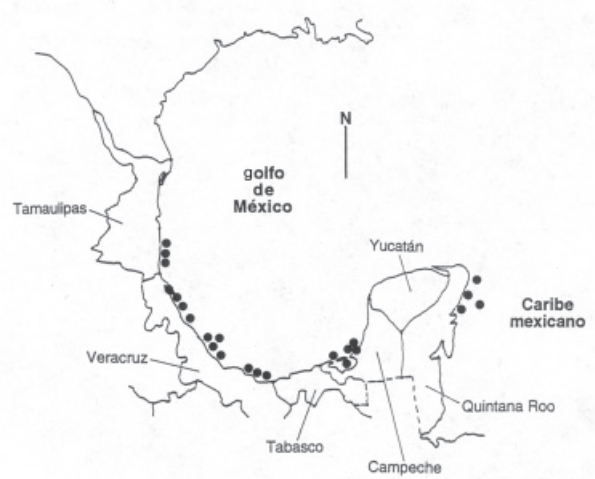 N
golfo
de
México
Tamaulipas
Yucatán
Caribe
mexicano
Veracruz
Quintana Roo
Tabasco
Campeche